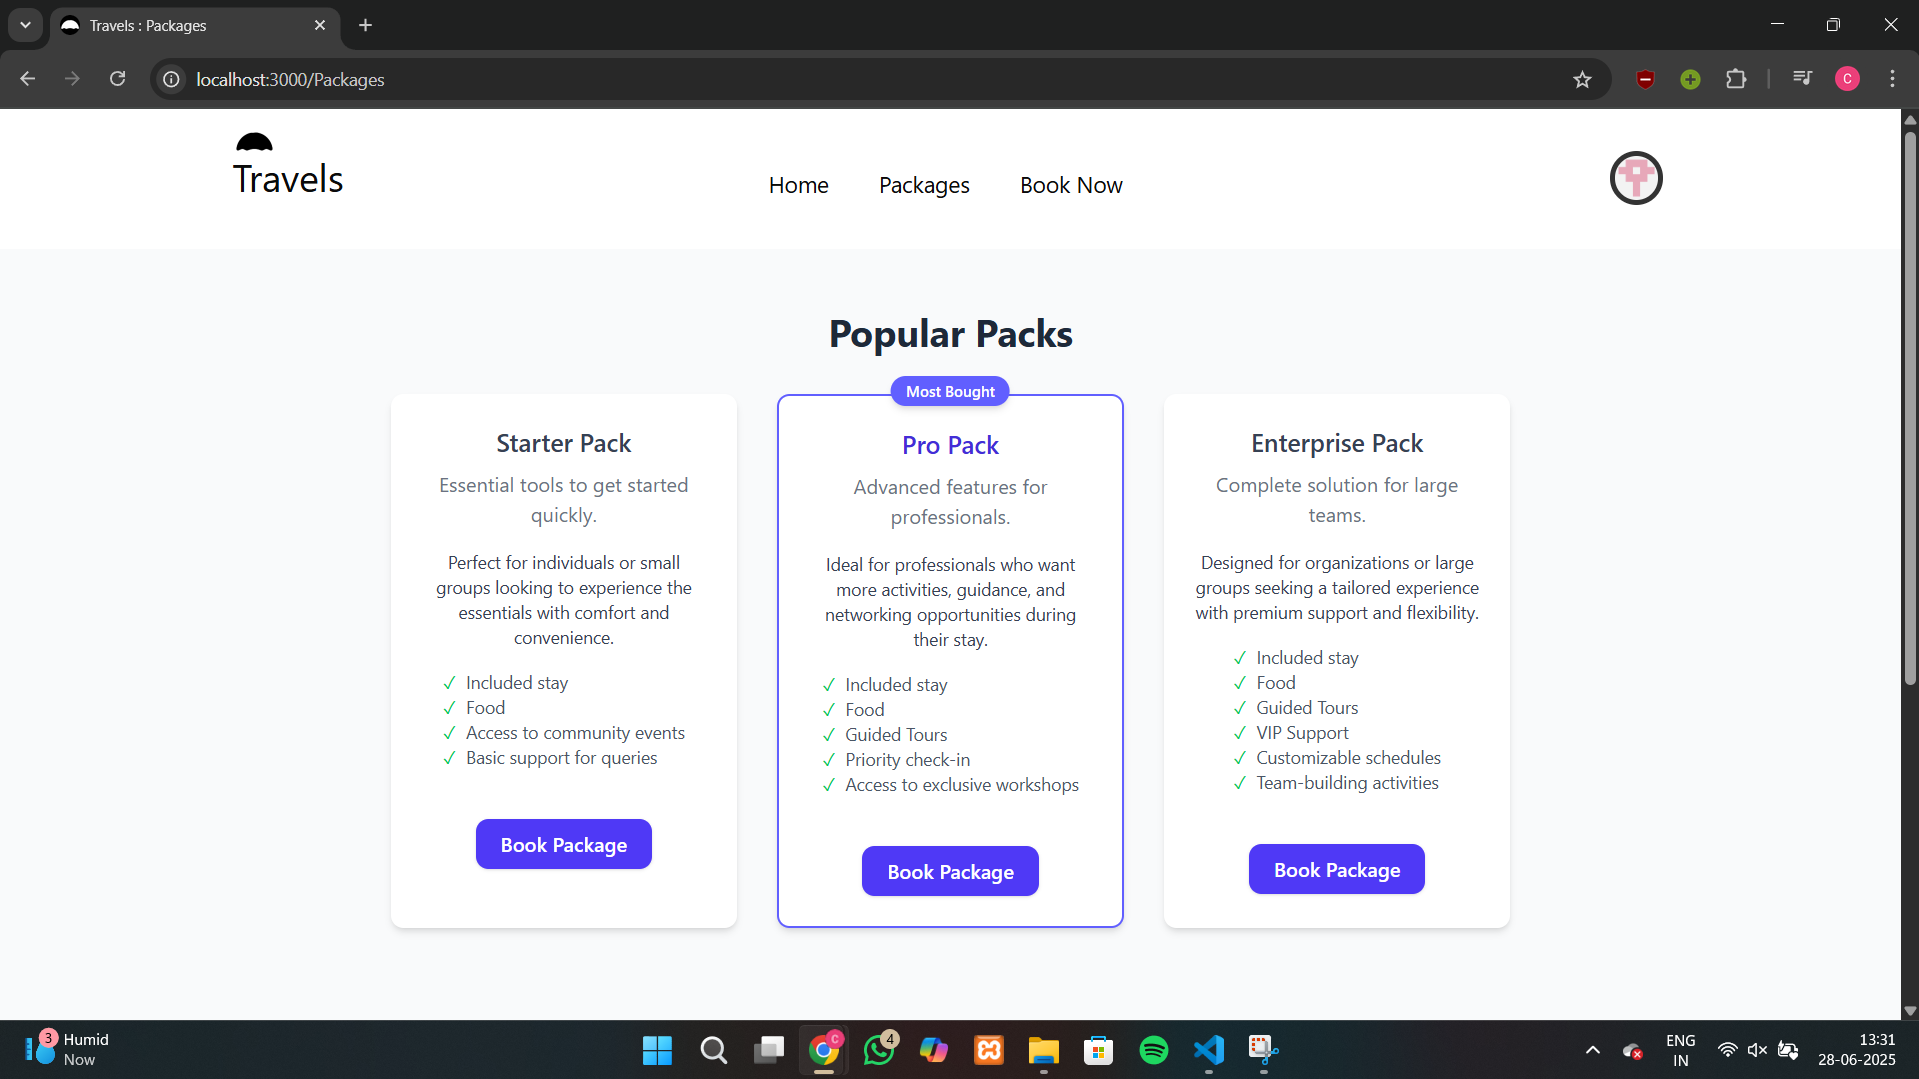 Travels : Packages
localhost:3000/Packages
C
Travels
Home
Packages
Book Now
Popular Packs
Starter Pack
Essential tools to get started
quickly.
Perfect for individuals or small
groups looking to experience the
essentials with comfort and
convenience.
✓ Included stay
✓ Food
✓ Access to community events
✓ Basic support for queries
Book Package
Most Bought
Pro Pack
Advanced features for
professionals.
Ideal for professionals who want
more activities, guidance, and
networking opportunities during
their stay.
✓ Included stay
✓ Food
✓ Guided Tours
✓ Priority check-in
✓ Access to exclusive workshops
Book Package
Enterprise Pack
Complete solution for large
teams.
Designed for organizations or large
groups seeking a tailored experience
with premium support and flexibility.
✓ Included stay
✓ Food
✓ Guided Tours
✓ VIP Support
✓ Customizable schedules
✓ Team-building activities
Book Package
3
Humid
Now
C
4
ENG
IN
13:31
28-06-2025